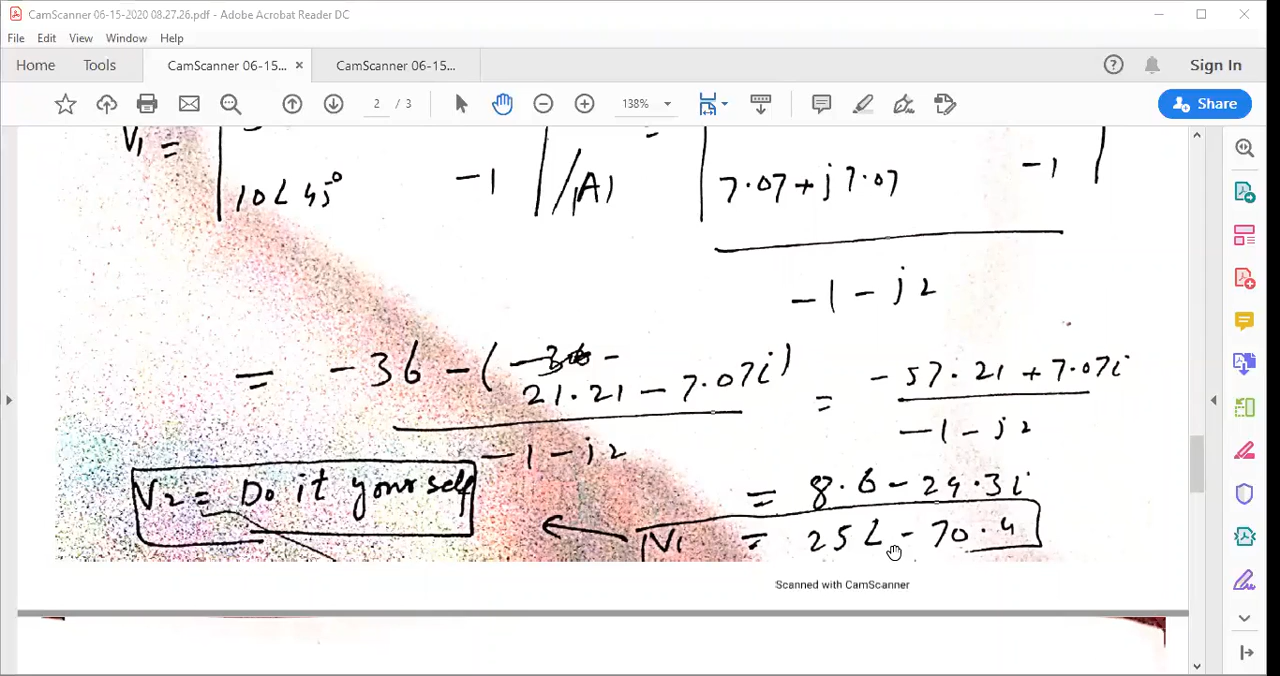 CamScanner 06-15-2020 08.27.26.pdf - Adobe Acrobat Reader DC
File Edit View Window Help
Home Tools CamScanner 06-15... × CamScanner 06-15... Sign In
2 / 3 138% Share
V1 =
10∠45° -1 /|A| = 7.07+j7.07 -1
-1-j2
= -36-(21.21-7.07i) = -57.21+7.07i
-1-j2 -1-j2
V2 = Do it yourself
= 8.6-24.3i
V1 = 25∠-70.4
Scanned with CamScanner